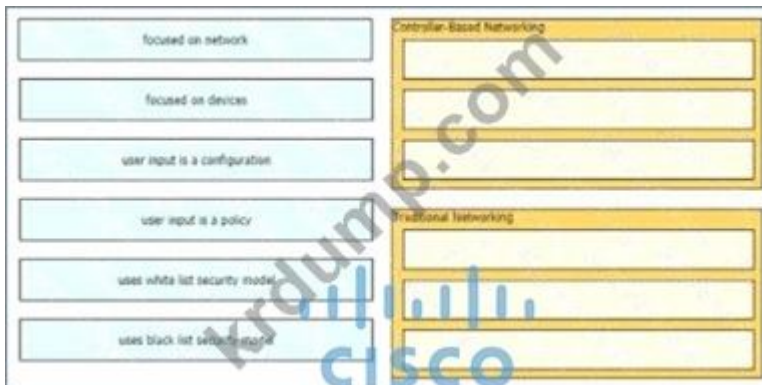 focused on network
focused on devices
user input is a configuration
user input is a policy
uses white list security model
uses black list security model
Controller-Based Networking
Traditional Networking
krdump.com
CISCO